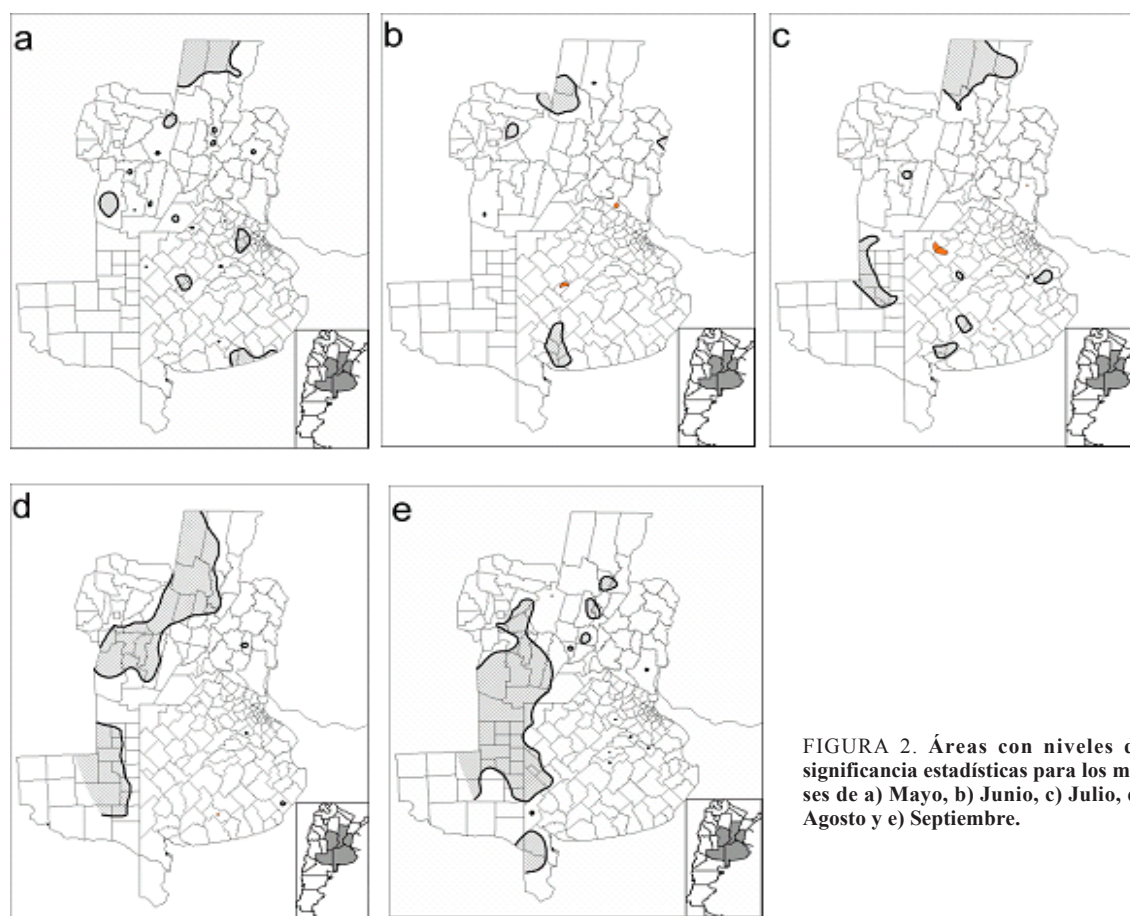 a
b
c
d
e
FIGURA 2. Áreas con niveles d
significancia estadísticas para los m
ses de a) Mayo, b) Junio, c) Julio,
Agosto y e) Septiembre.